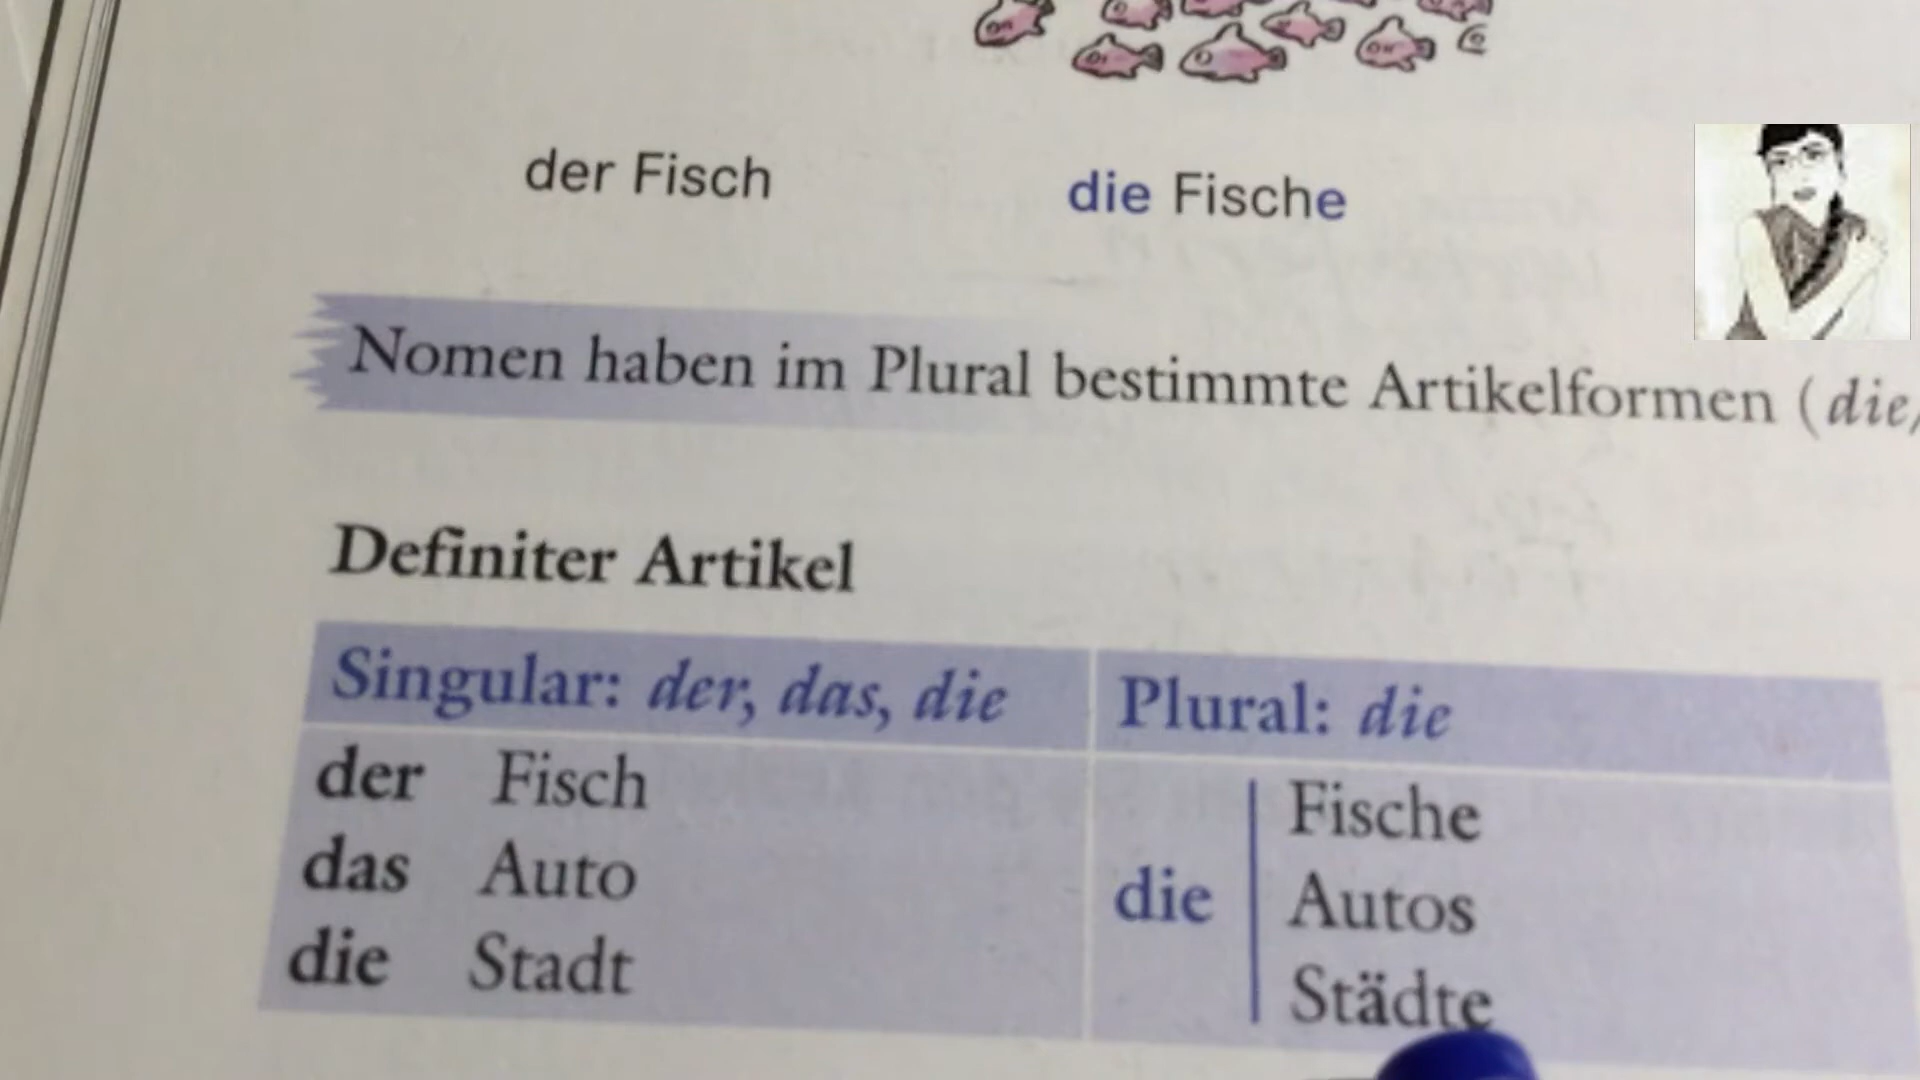 der Fisch die Fische
Nomen haben im Plural bestimmte Artikelformen (die,
Definiter Artikel
Singular: der, das, die Plural: die
der Fisch Fische
das Auto die Autos
die Stadt Städte